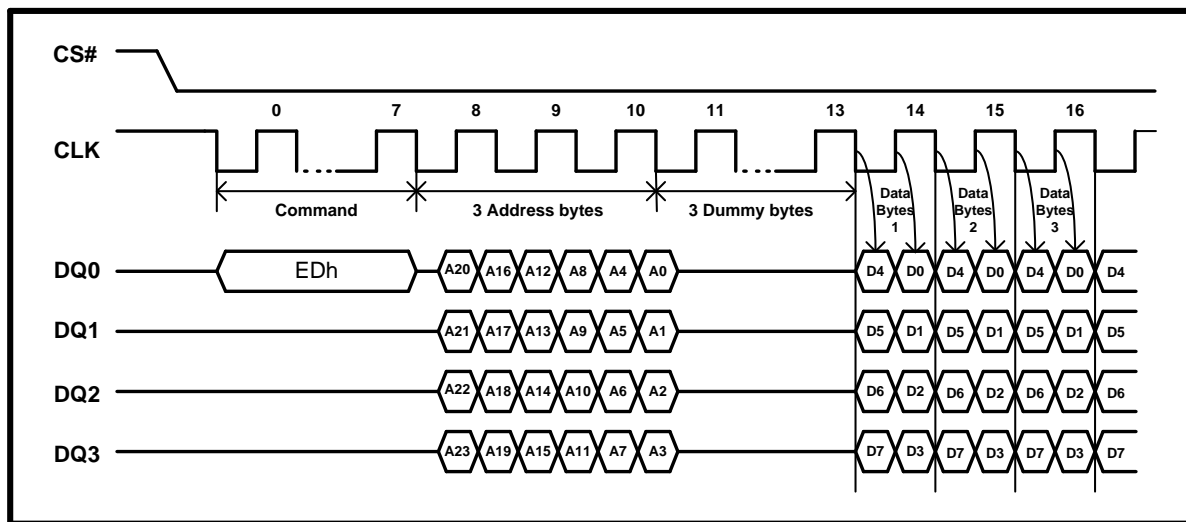 CS#
0 7 8 9 10 11 13 14 15 16
CLK
Command 3 Address bytes 3 Dummy bytes
Data Bytes 1
Data Bytes 2
Data Bytes 3
DQ0 EDh A20 A16 A12 A8 A4 A0 D4 D0 D4 D0 D4 D0 D4
DQ1 A21 A17 A13 A9 A5 A1 D5 D1 D5 D1 D5 D1 D5
DQ2 A22 A18 A14 A10 A6 A2 D6 D2 D6 D2 D6 D2 D6
DQ3 A23 A19 A15 A11 A7 A3 D7 D3 D7 D3 D7 D3 D7